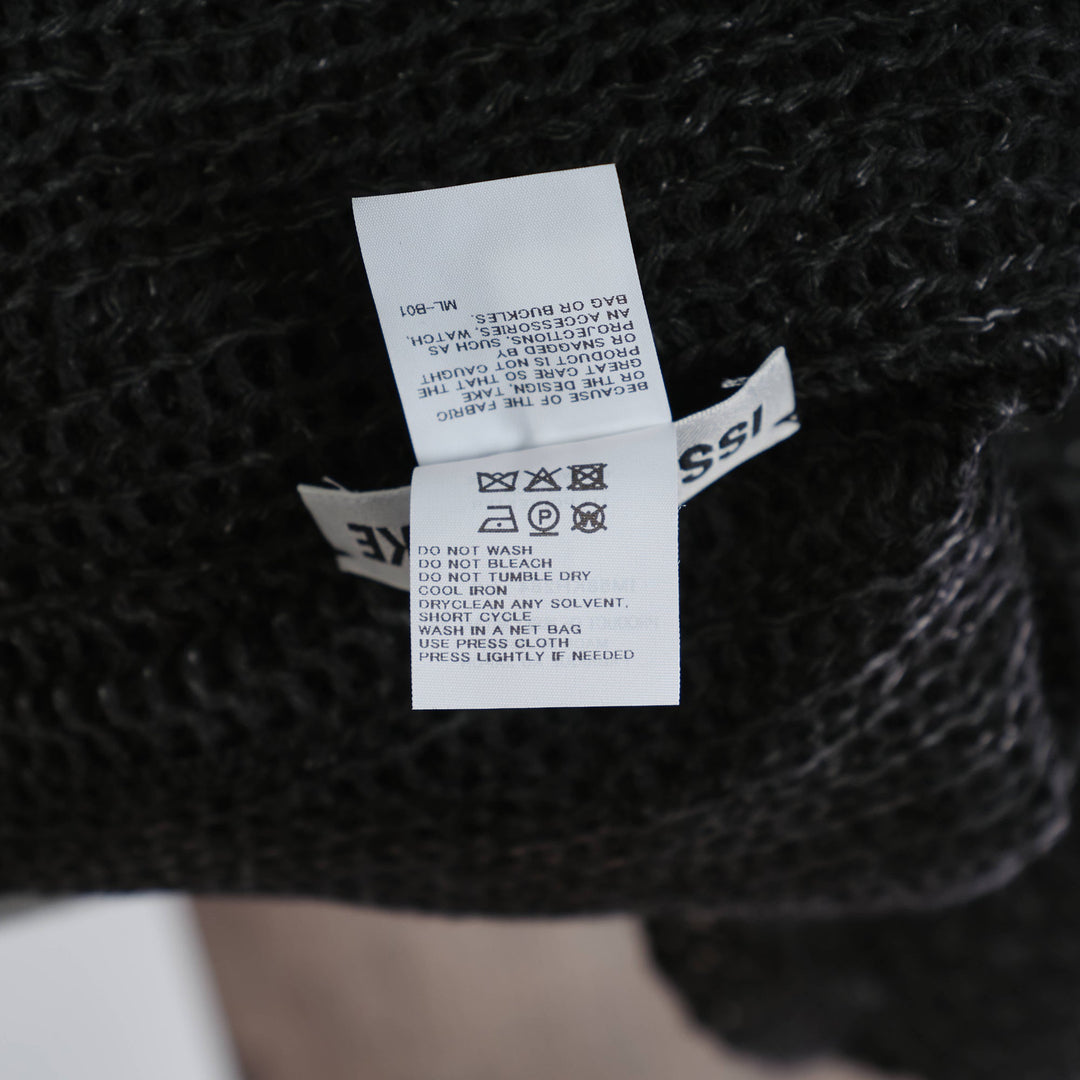 BECAUSE OF THE FABRIC
OR THE DESIGN, TAKE
GREAT CARE SO THAT THE
PRODUCT IS NOT CAUGHT
OR SNAGGED BY
PROJECTIONS, SUCH AS
AN ACCESSORIES, WATCH,
BAG OR BUCKLES.
ML-B01
ISS
KE
P
W
DO NOT WASH
DO NOT BLEACH
DO NOT TUMBLE DRY
COOL IRON
DRYCLEAN ANY SOLVENT,
SHORT CYCLE
WASH IN A NET BAG
USE PRESS CLOTH
PRESS LIGHTLY IF NEEDED